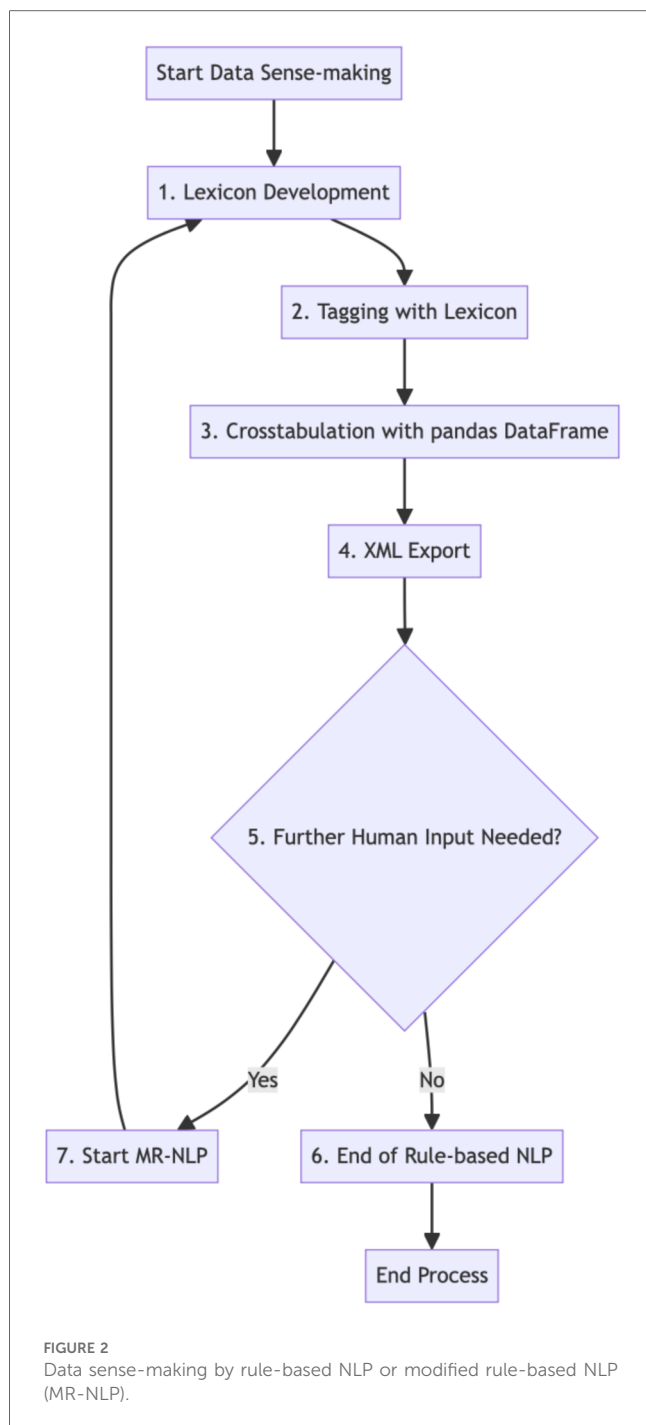 Start Data Sense-making
1. Lexicon Development
2. Tagging with Lexicon
3. Crosstabulation with pandas DataFrame
4. XML Export
5. Further Human Input Needed?
Yes
No
7. Start MR-NLP
6. End of Rule-based NLP
End Process
FIGURE 2
Data sense-making by rule-based NLP or modified rule-based NLP
(MR-NLP).